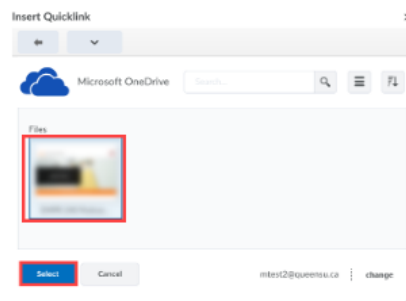 Insert Quicklink
Microsoft OneDrive
Search...
Files
Select
Cancel
mtest2@queensu.ca
change